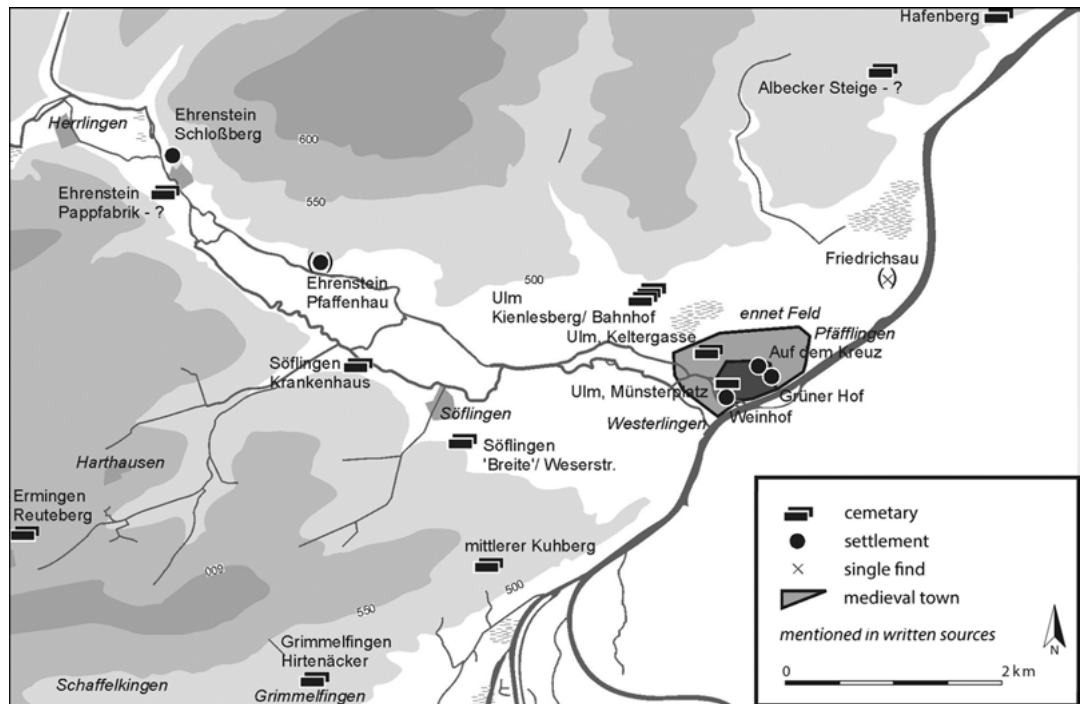 Hafenberg
Albecker Steige - ?
Herrlingen
Ehrenstein
Schloßberg
600
Ehrenstein
Pappfabrik - ?
550
Friedrichsau
Ehrenstein
Pfaffenhau
500
Ulm
Kienlesberg/ Bahnhof
ennet Feld
Pfäfflingen
Ulm, Keltergasse
Auf dem Kreuz
Söflingen
Krankenhaus
Ulm, Münsterplatz
Grüner Hof
Söflingen
Westerlingen
Weinhof
Söflingen
'Breite'/ Weserstr.
Harthausen
Ermingen
Reuteberg
mittlerer Kuhberg
600
500
550
Grimmelfingen
Hirtenäcker
Schaffelkingen
Grimmelfingen
cemetary
settlement
single find
medieval town
mentioned in written sources
N
0 2 km